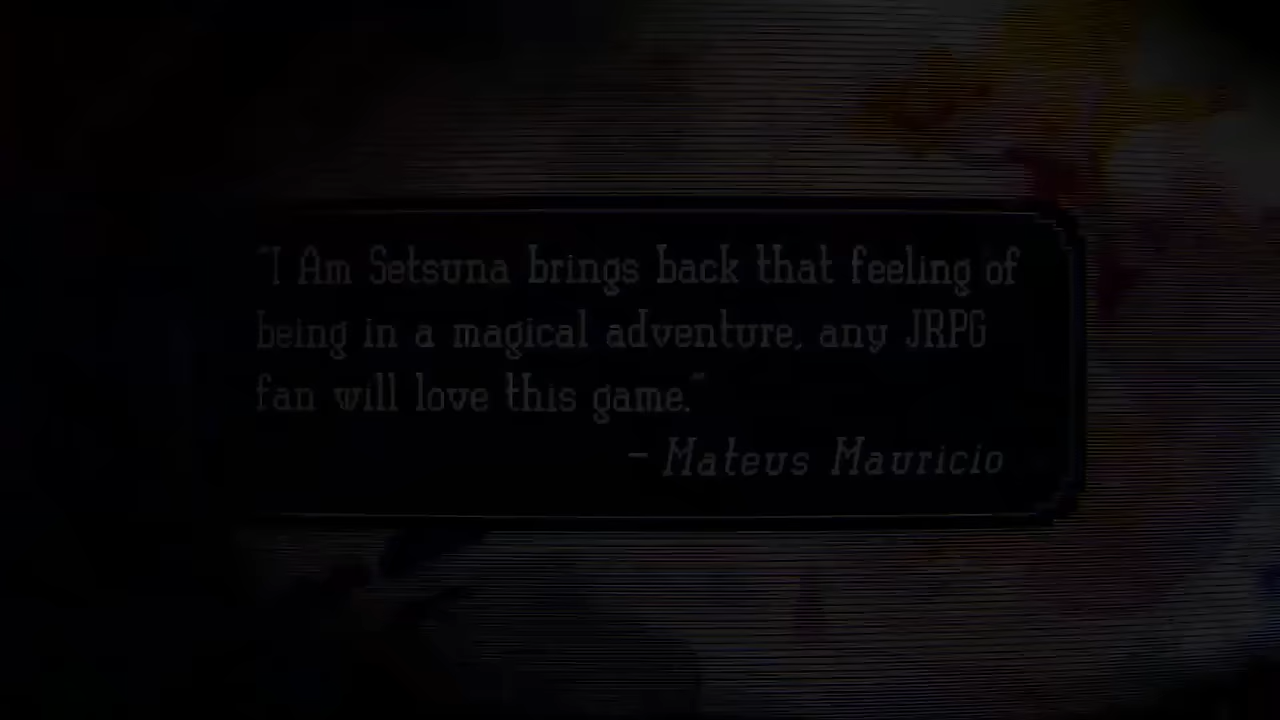 "I Am Setsuna brings back that feeling of
being in a magical adventure, any JRPG
fan will love this game."
- Mateus Mauricio